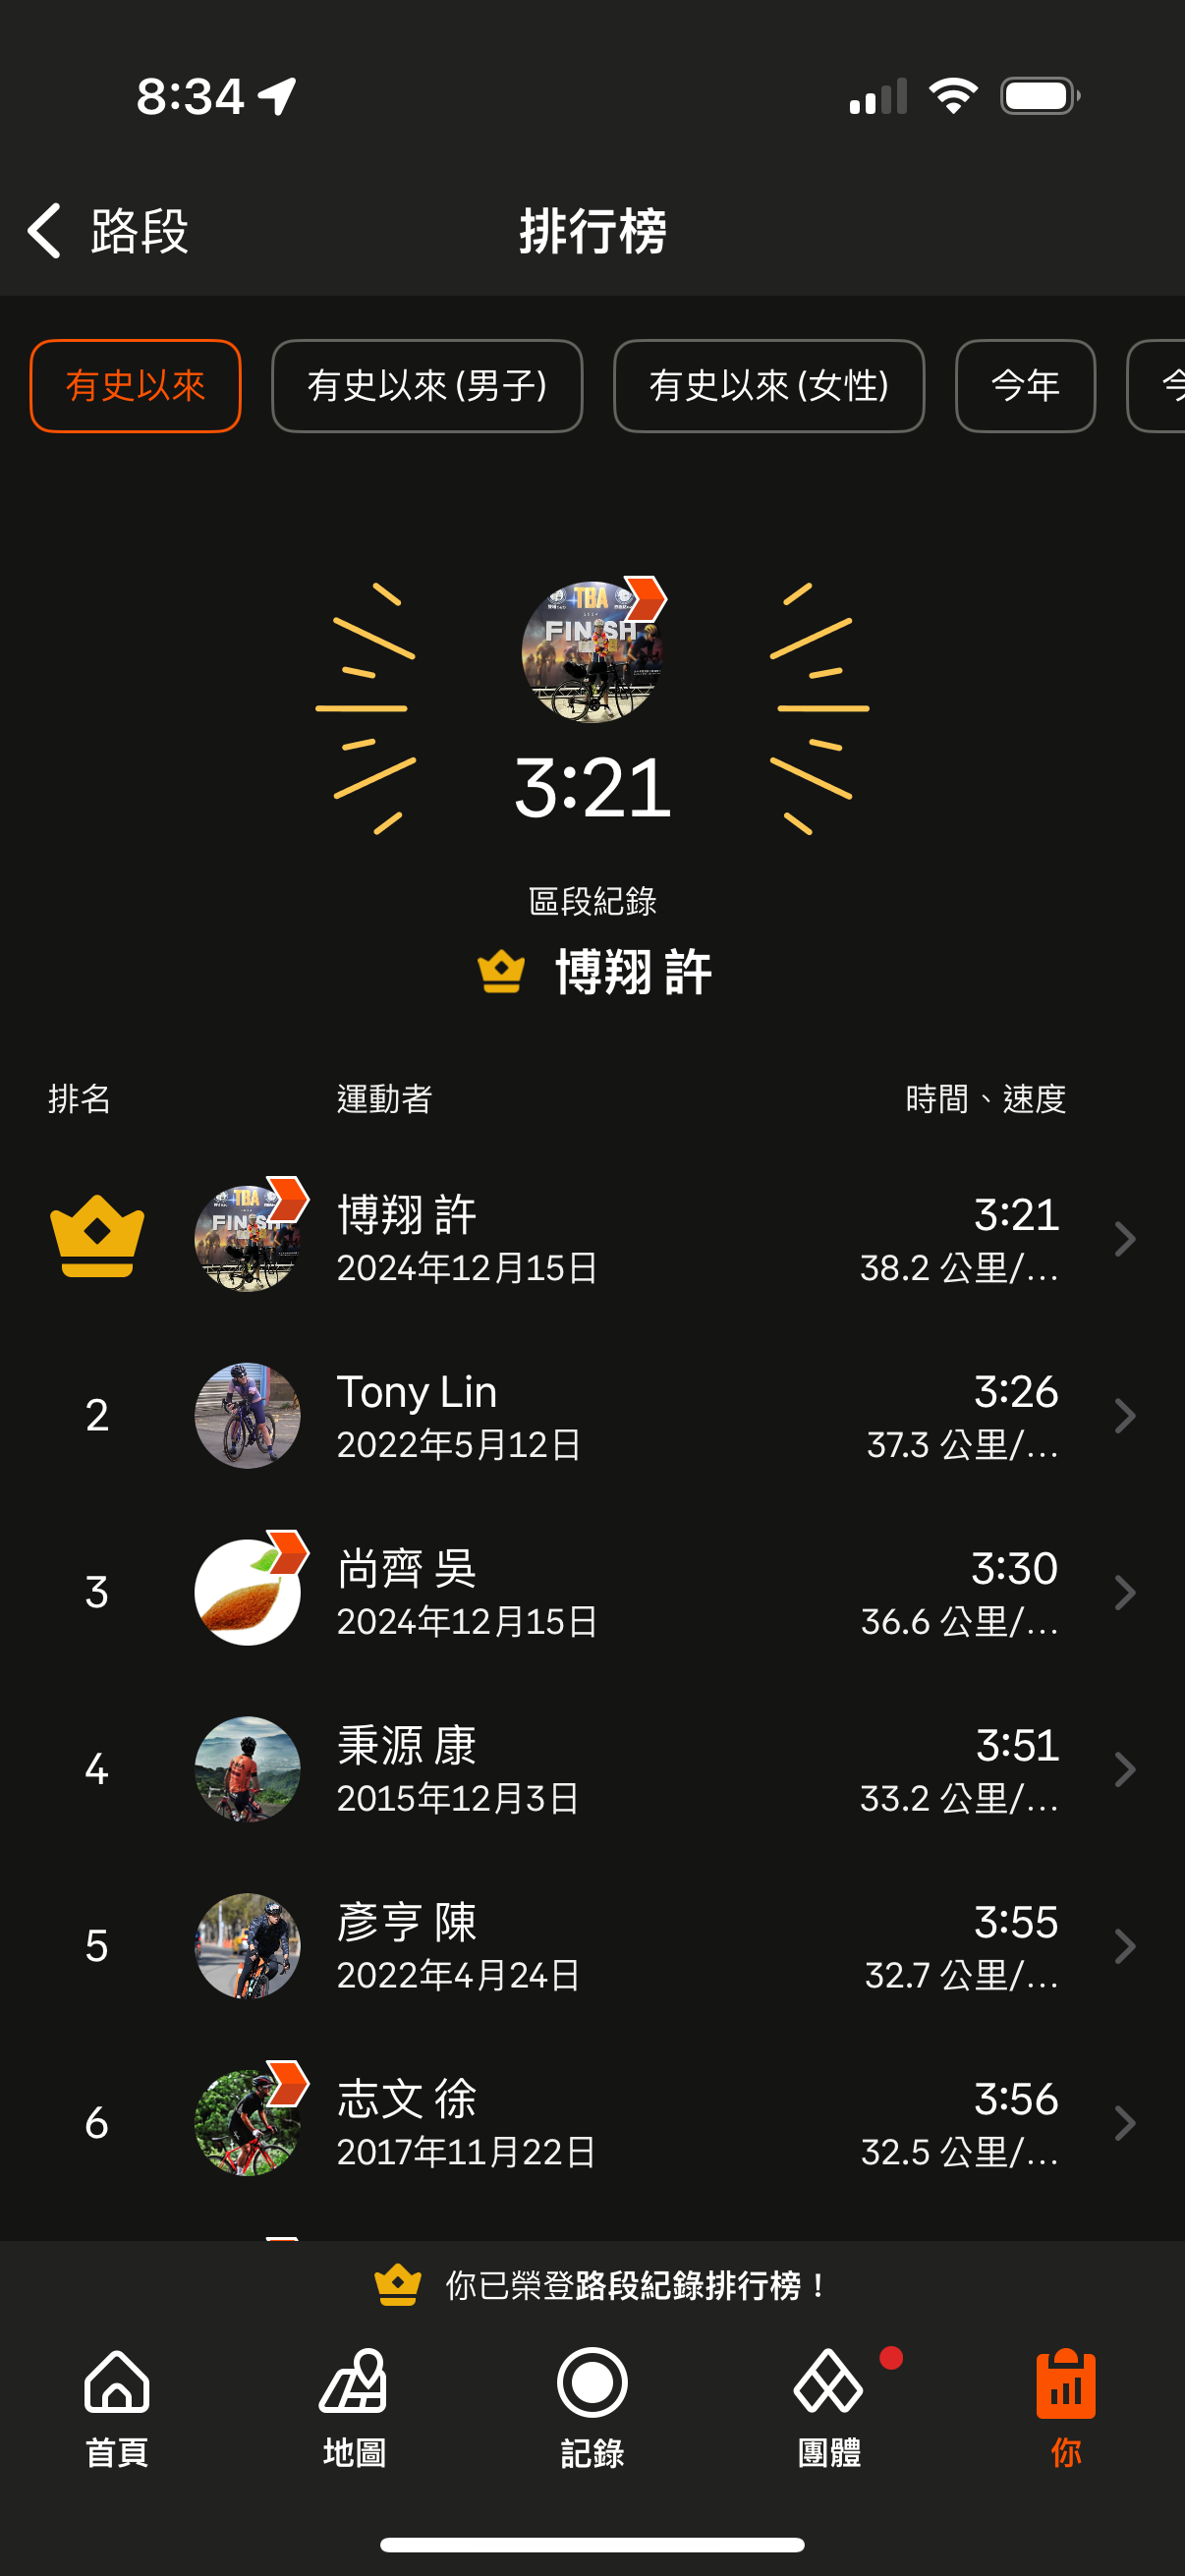 8:34
路段
排行榜
有史以來
有史以來 (男子)
有史以來 (女性)
今年
TBA
FINISH
3:21
區段紀錄
博翔 許
排名
運動者
時間、速度
TBA
博翔 許
3:21
2024年12月15日
38.2 公里/...
2
Tony Lin
3:26
2022年5月12日
37.3 公里/...
3
尚齊 吳
3:30
2024年12月15日
36.6 公里/...
4
秉源 康
3:51
2015年12月3日
33.2 公里/...
5
彥亨 陳
3:55
2022年4月24日
32.7 公里/...
6
志文 徐
3:56
2017年11月22日
32.5 公里/...
你已榮登路段紀錄排行榜！
首頁
地圖
記錄
團體
你